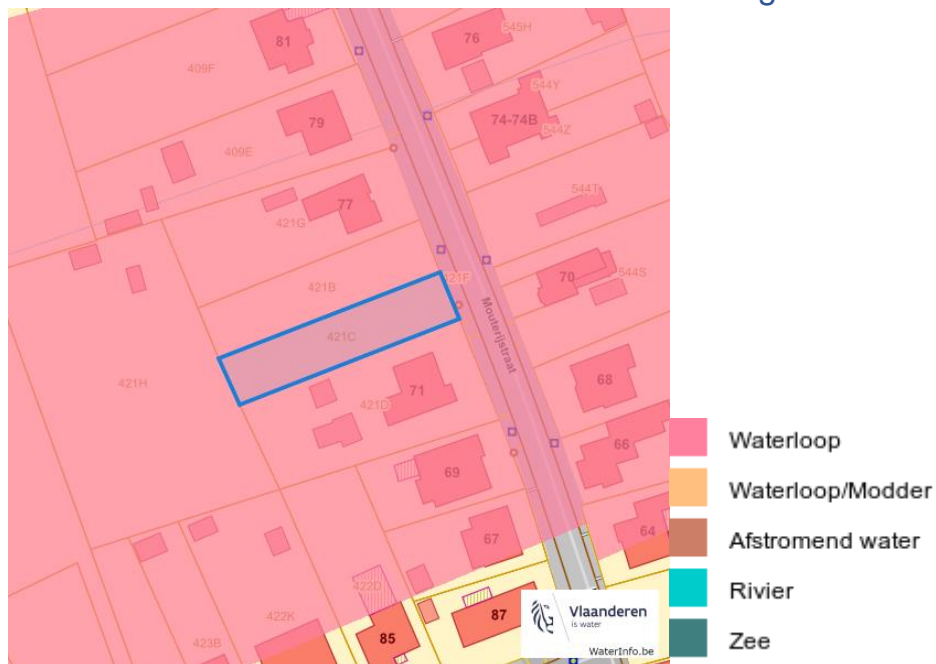 81
76
545H
409F
544Y
79
74-74B
544Z
409E
544T
77
421G
421B
421F
70
544S
421C
Mouterijstraat
421H
421D
71
68
66
69
67
64
422D
87
85
422K
423B
Vlaanderen
is water
WaterInfo.be
Waterloop
Waterloop/Modder
Afstromend water
Rivier
Zee